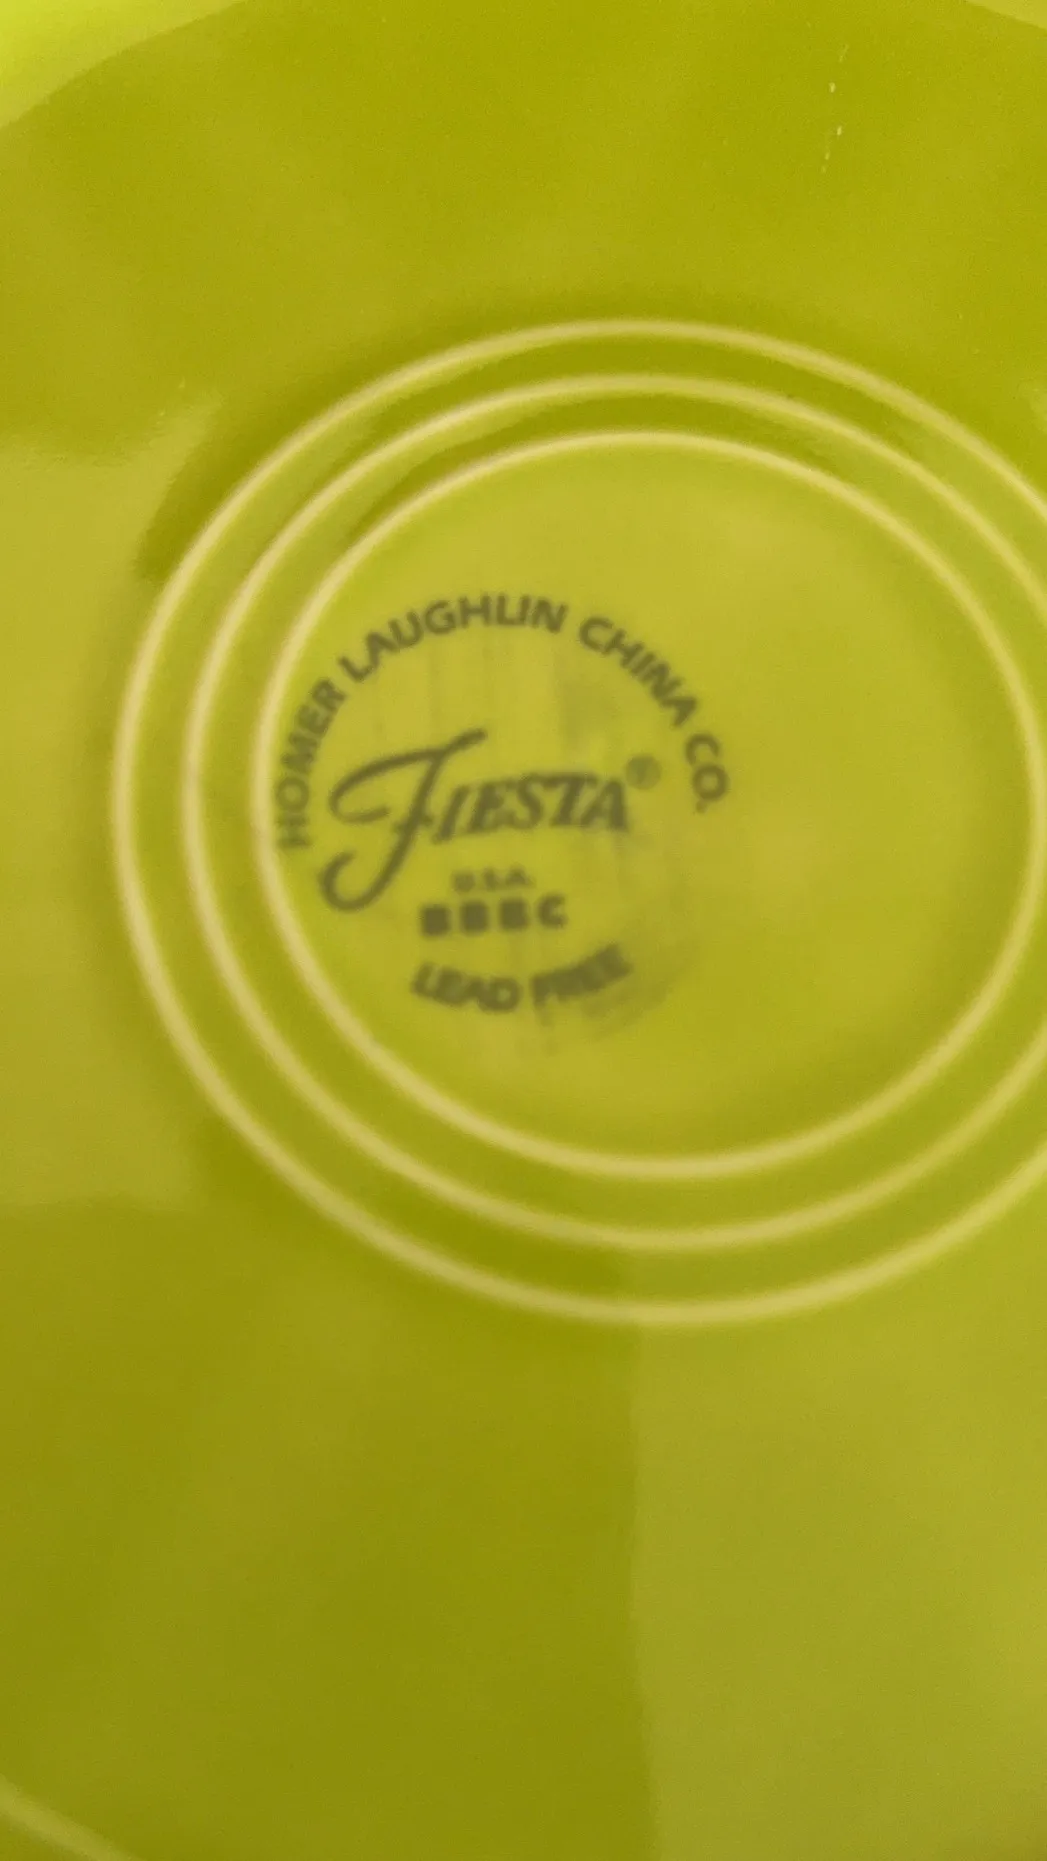 HOMER LAUGHLIN CHINA CO.
FIESTA®
U.S.A.
LEAD FREE